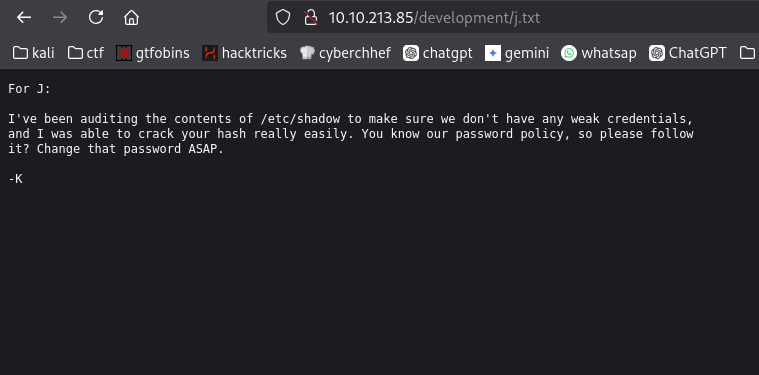 10.10.213.85/development/j.txt
kali ctf gtfobins hacktricks cyberchhef chatgpt gemini whatsap ChatGPT
For J:
I've been auditing the contents of /etc/shadow to make sure we don't have any weak credentials,
and I was able to crack your hash really easily. You know our password policy, so please follow
it? Change that password ASAP.
-K